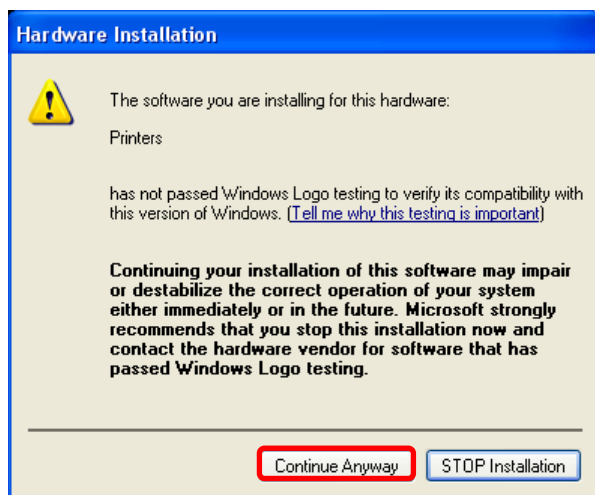 Hardware Installation
The software you are installing for this hardware:
Printers
has not passed Windows Logo testing to verify its compatibility with
this version of Windows. (Tell me why this testing is important)
Continuing your installation of this software may impair
or destabilize the correct operation of your system
either immediately or in the future. Microsoft strongly
recommends that you stop this installation now and
contact the hardware vendor for software that has
passed Windows Logo testing.
Continue Anyway STOP Installation